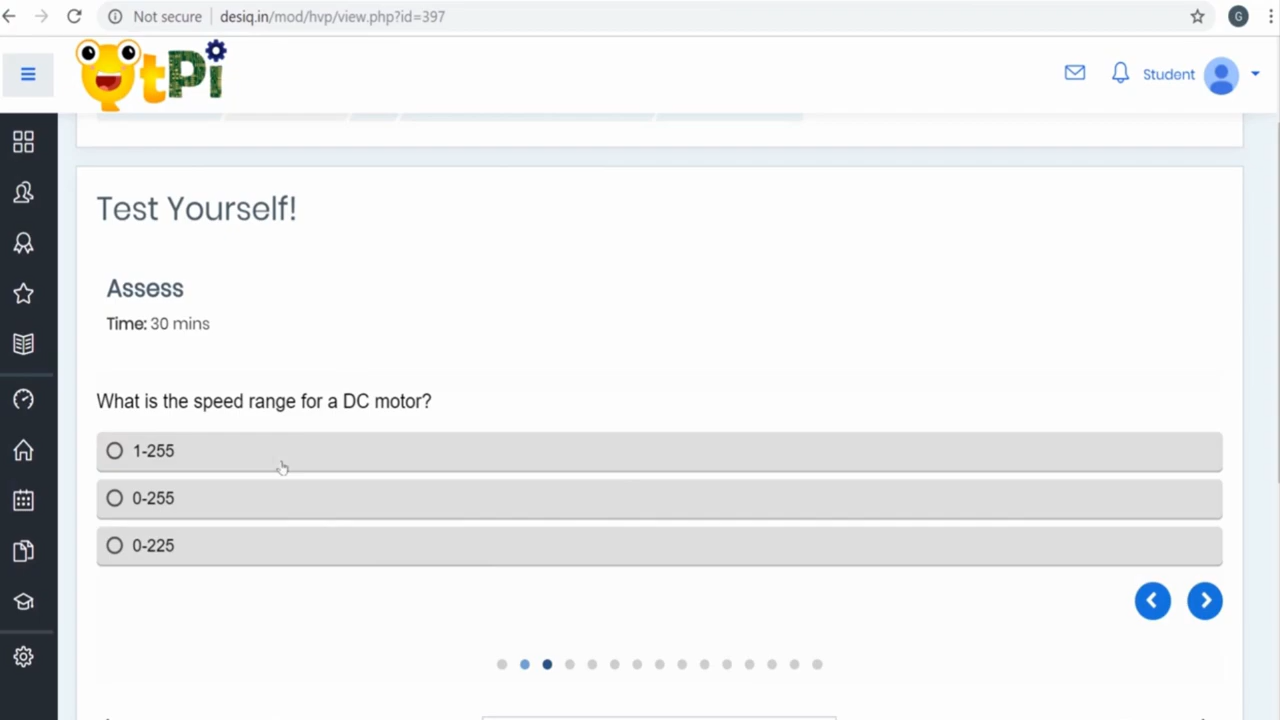 Not secure | desiq.in/mod/hvp/view.php?id=397
G
QtPi
Student
Test Yourself!
Assess
Time: 30 mins
What is the speed range for a DC motor?
1-255
0-255
0-225